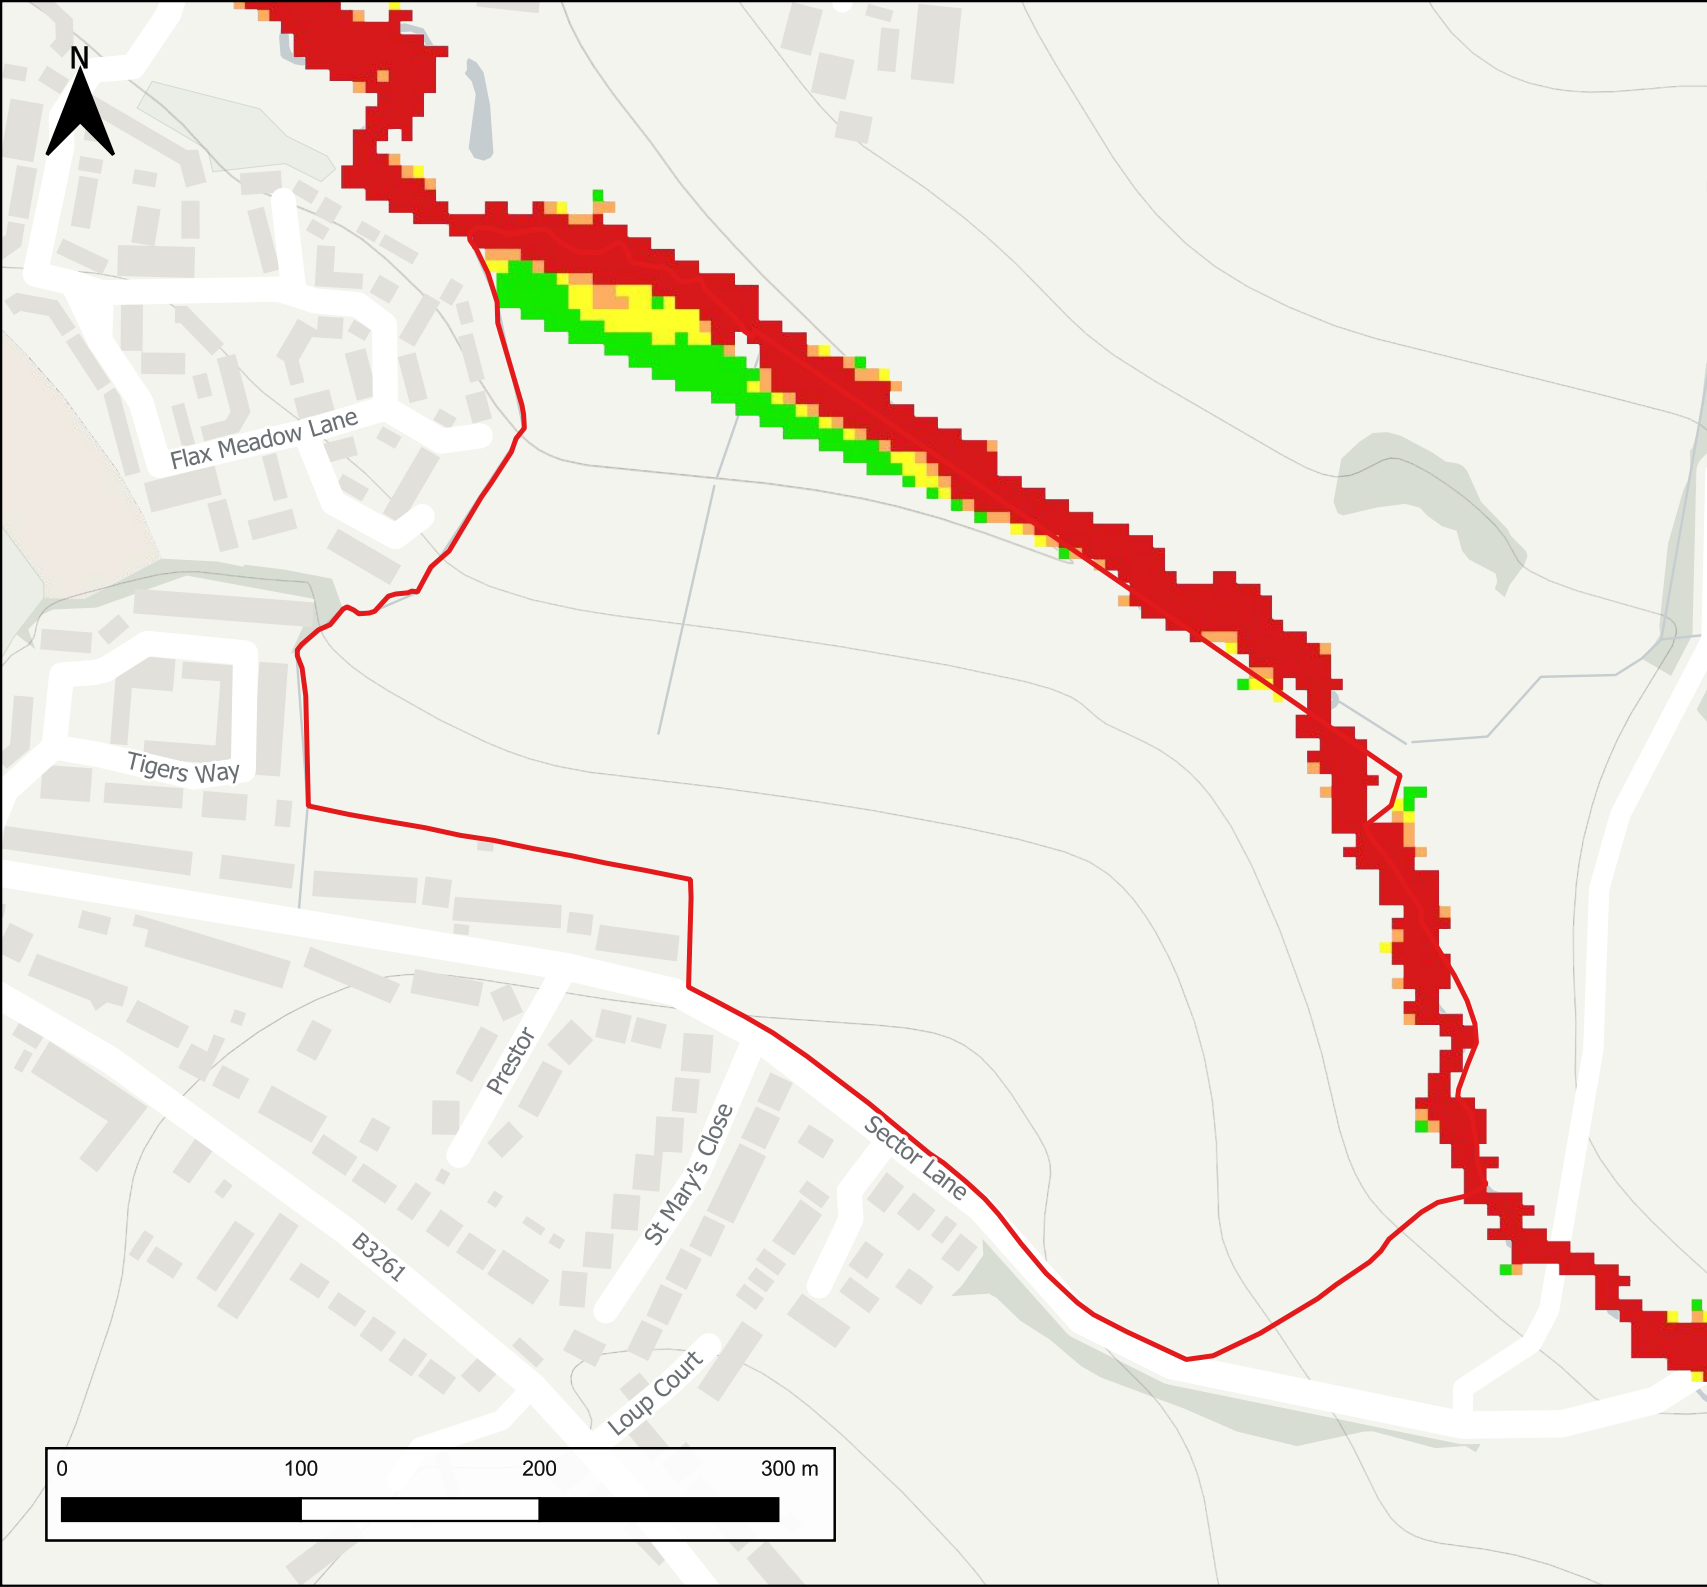 N
Flax Meadow Lane
Tigers Way
Prestor
St Mary's Close
Sector Lane
B3261
Loup Court
0 100 200 300 m